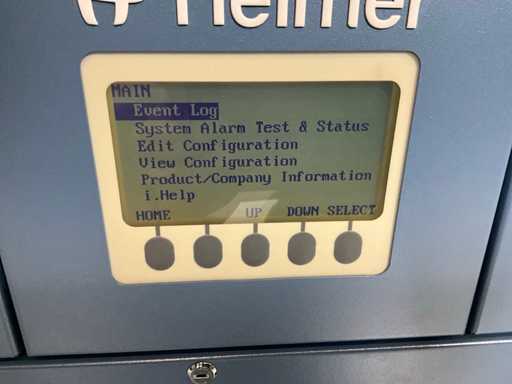 Helmer
MAIN
Event Log
System Alarm Test & Status
Edit Configuration
View Configuration
Product/Company Information
i.Help
HOME UP DOWN SELECT